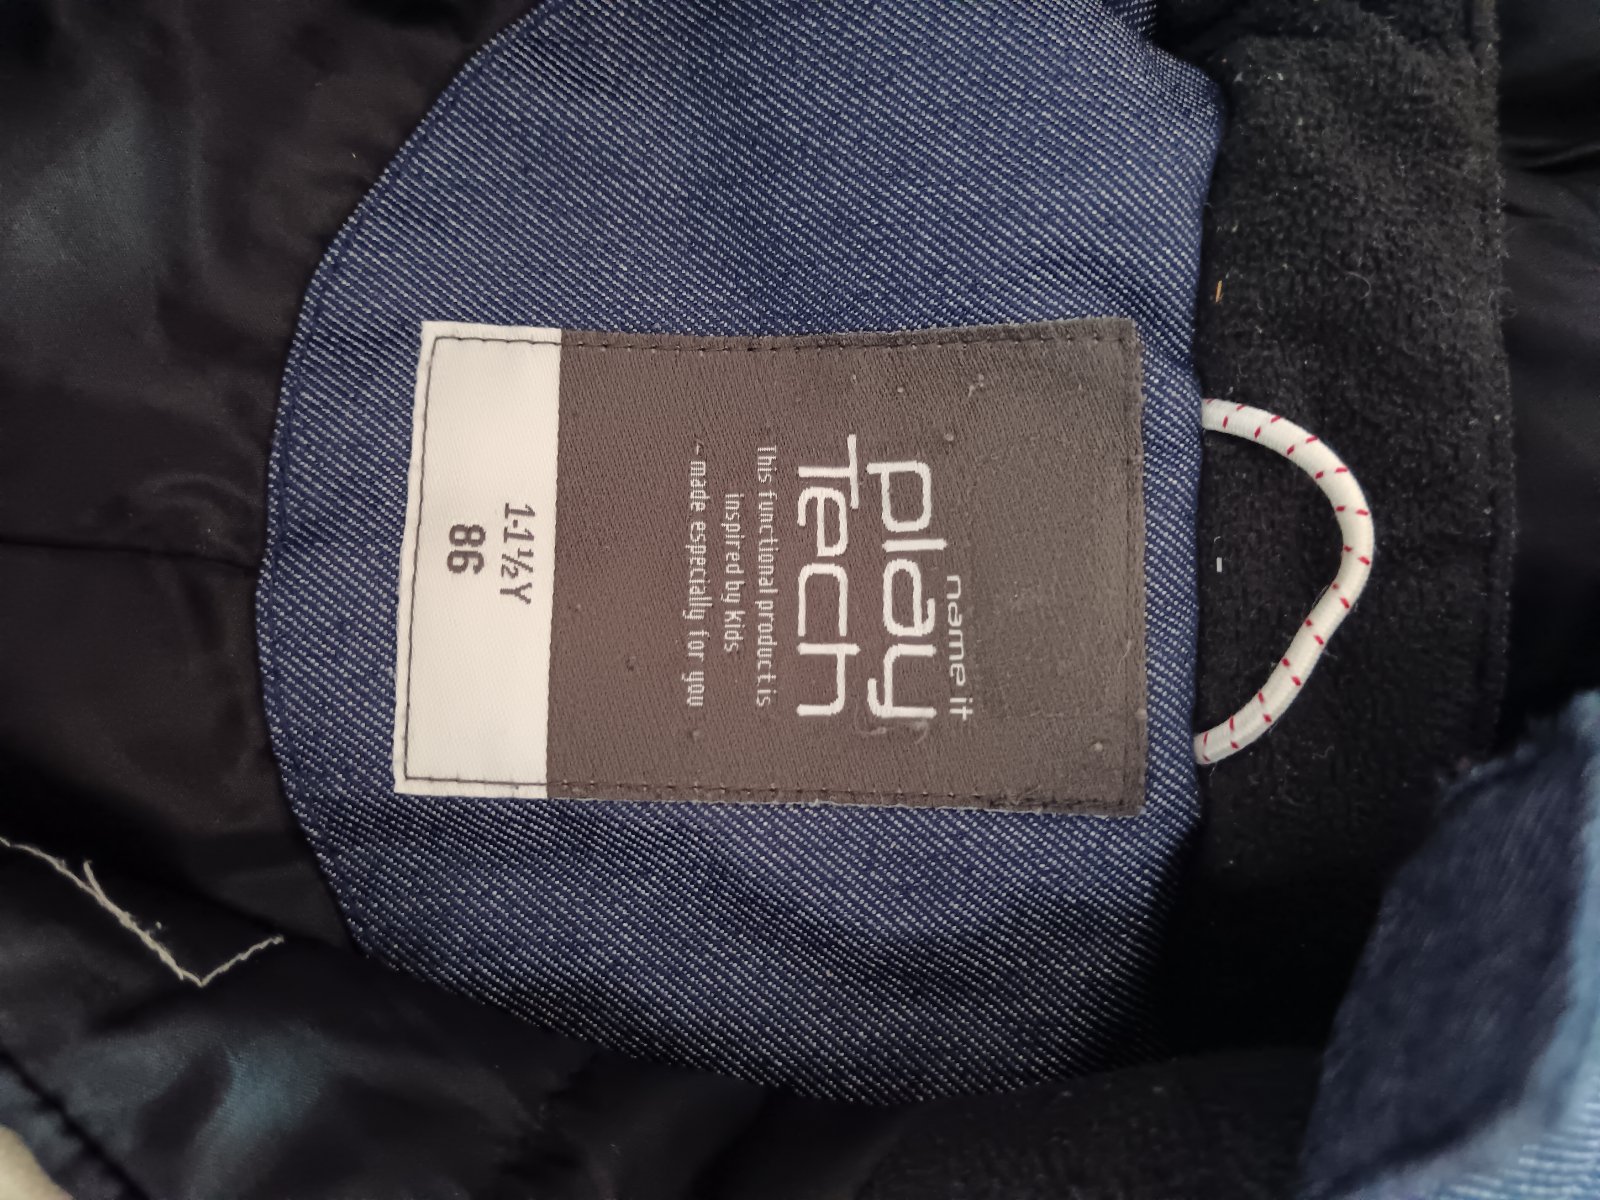 name it
play
Tech
This functional product is
inspired by kids
- made especially for you
1-1½Y
86